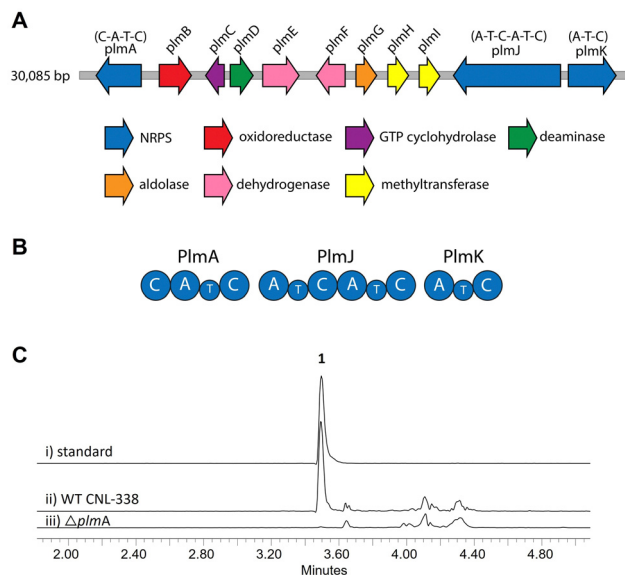 A
(C-A-T-C) (A-T-C-A-T-C) (A-T-C)
plmA plmB plmC plmD plmE plmF plmG plmH plmI plmJ plmK
30,085 bp
NRPS oxidoreductase GTP cyclohydrolase deaminase
aldolase dehydrogenase methyltransferase
B
PlmA PlmJ PlmK
C A T C A T C A T C A T C
C
1
i) standard
ii) WT CNL-338
iii) △plmA
2.00 2.40 2.80 3.20 3.60 4.00 4.40 4.80
Minutes